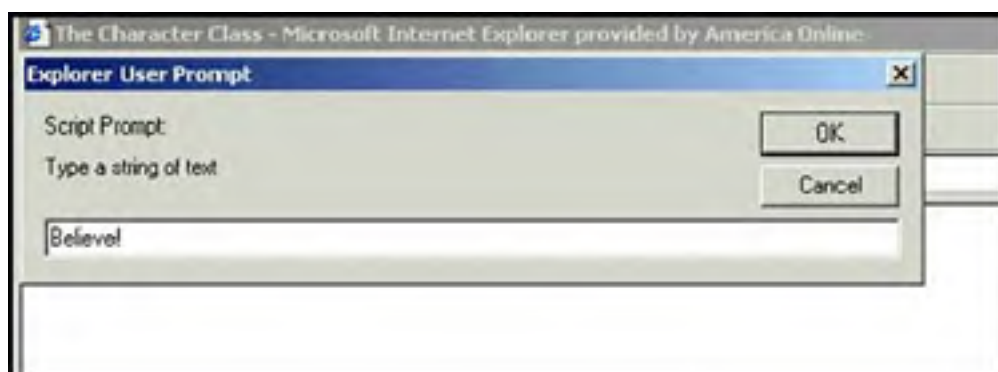 The Character Class - Microsoft Internet Explorer provided by America Online
Explorer User Prompt
Script Prompt:
OK
Type a string of text
Cancel
Believe!